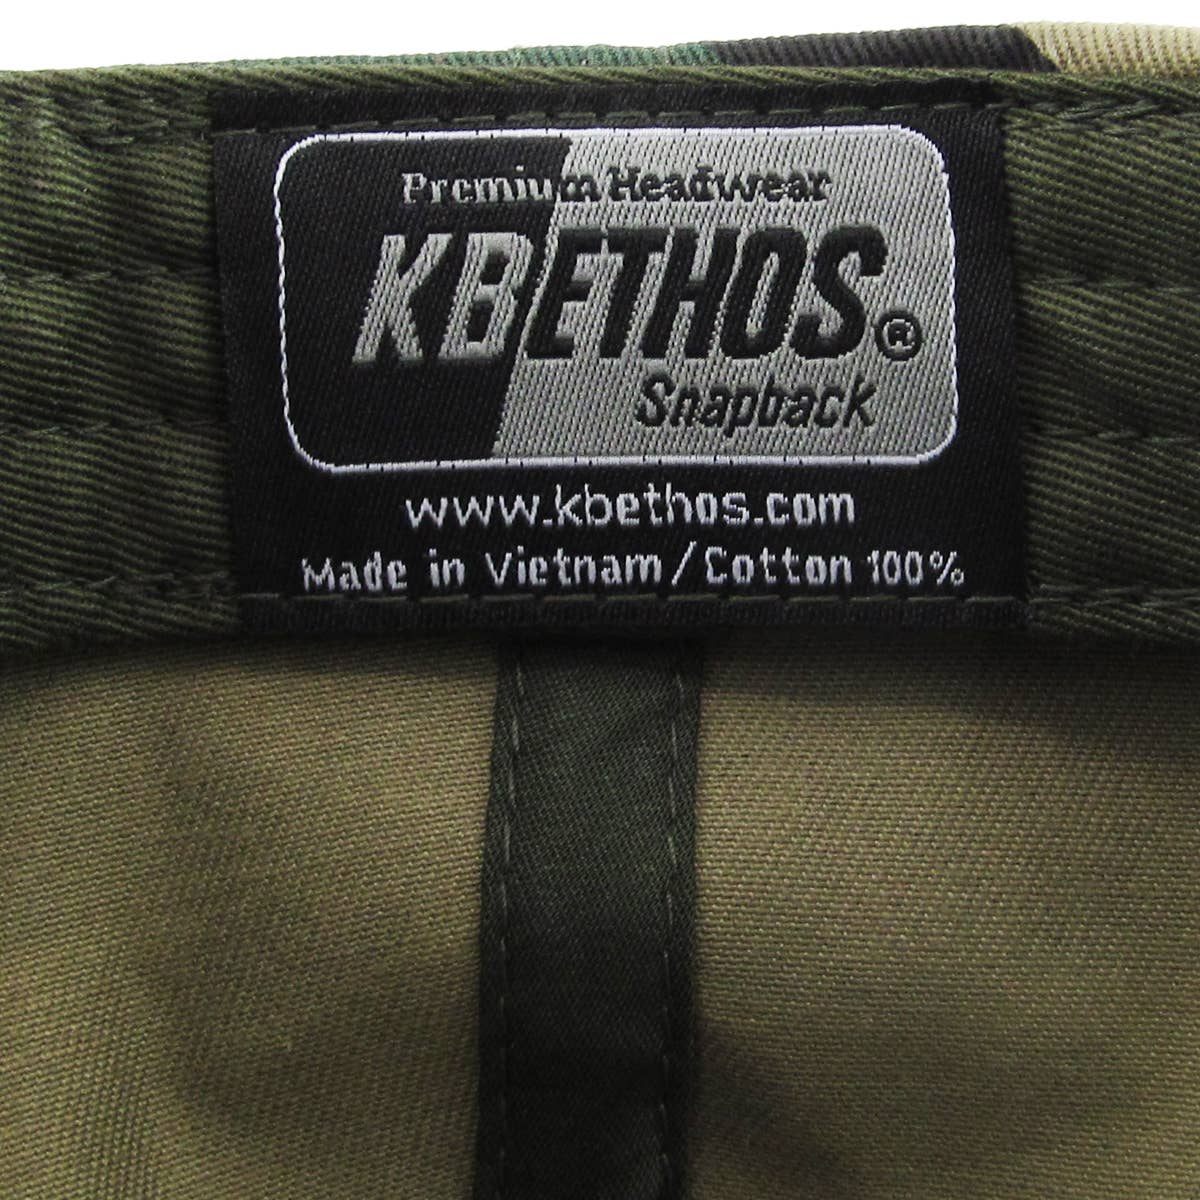 Premium Headwear
KBETHOS®
Snapback
www.kbethos.com
Made in Vietnam/Cotton 100%